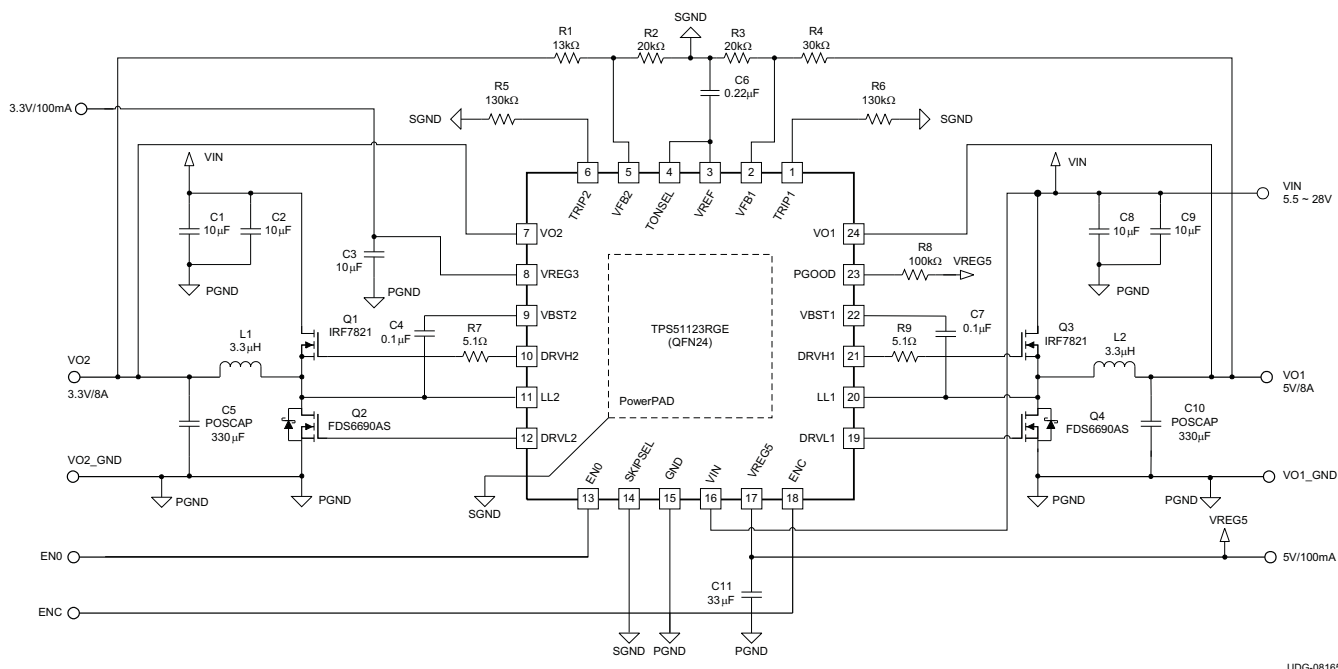 R1
13kΩ
R2
20kΩ
SGND
R3
20kΩ
R4
30kΩ
C6
0.22μF
R5
130kΩ
SGND
R6
130kΩ
SGND
3.3V/100mA
VIN
C1
10μF
C2
10μF
PGND
C3
10μF
PGND
6
5
4
3
2
1
TRIP2
VFB2
TONSEL
VREF
VFB1
TRIP1
VIN
VIN
5.5 ~ 28V
C8
10μF
C9
10μF
PGND
7
VO2
VO1
24
8
VREG3
PGOOD
23
R8
100kΩ
VREG5
9
VBST2
VBST1
22
C4
0.1μF
C7
0.1μF
TPS51123RGE
(QFN24)
Q1
IRF7821
R7
5.1Ω
10
DRVH2
DRVH1
21
R9
5.1Ω
Q3
IRF7821
L1
3.3μH
L2
3.3μH
VO2
3.3V/8A
VO1
5V/8A
11
LL2
LL1
20
PowerPAD
C5
POSCAP
330μF
Q2
FDS6690AS
12
DRVL2
DRVL1
19
Q4
FDS6690AS
C10
POSCAP
330μF
EN0
SKIPSEL
GND
VIN
VREG5
ENC
13
14
15
16
17
18
VO2_GND
PGND
PGND
SGND
PGND
PGND
VO1_GND
VREG5
EN0
5V/100mA
C11
33μF
ENC
SGND
PGND
PGND
UDG-08165